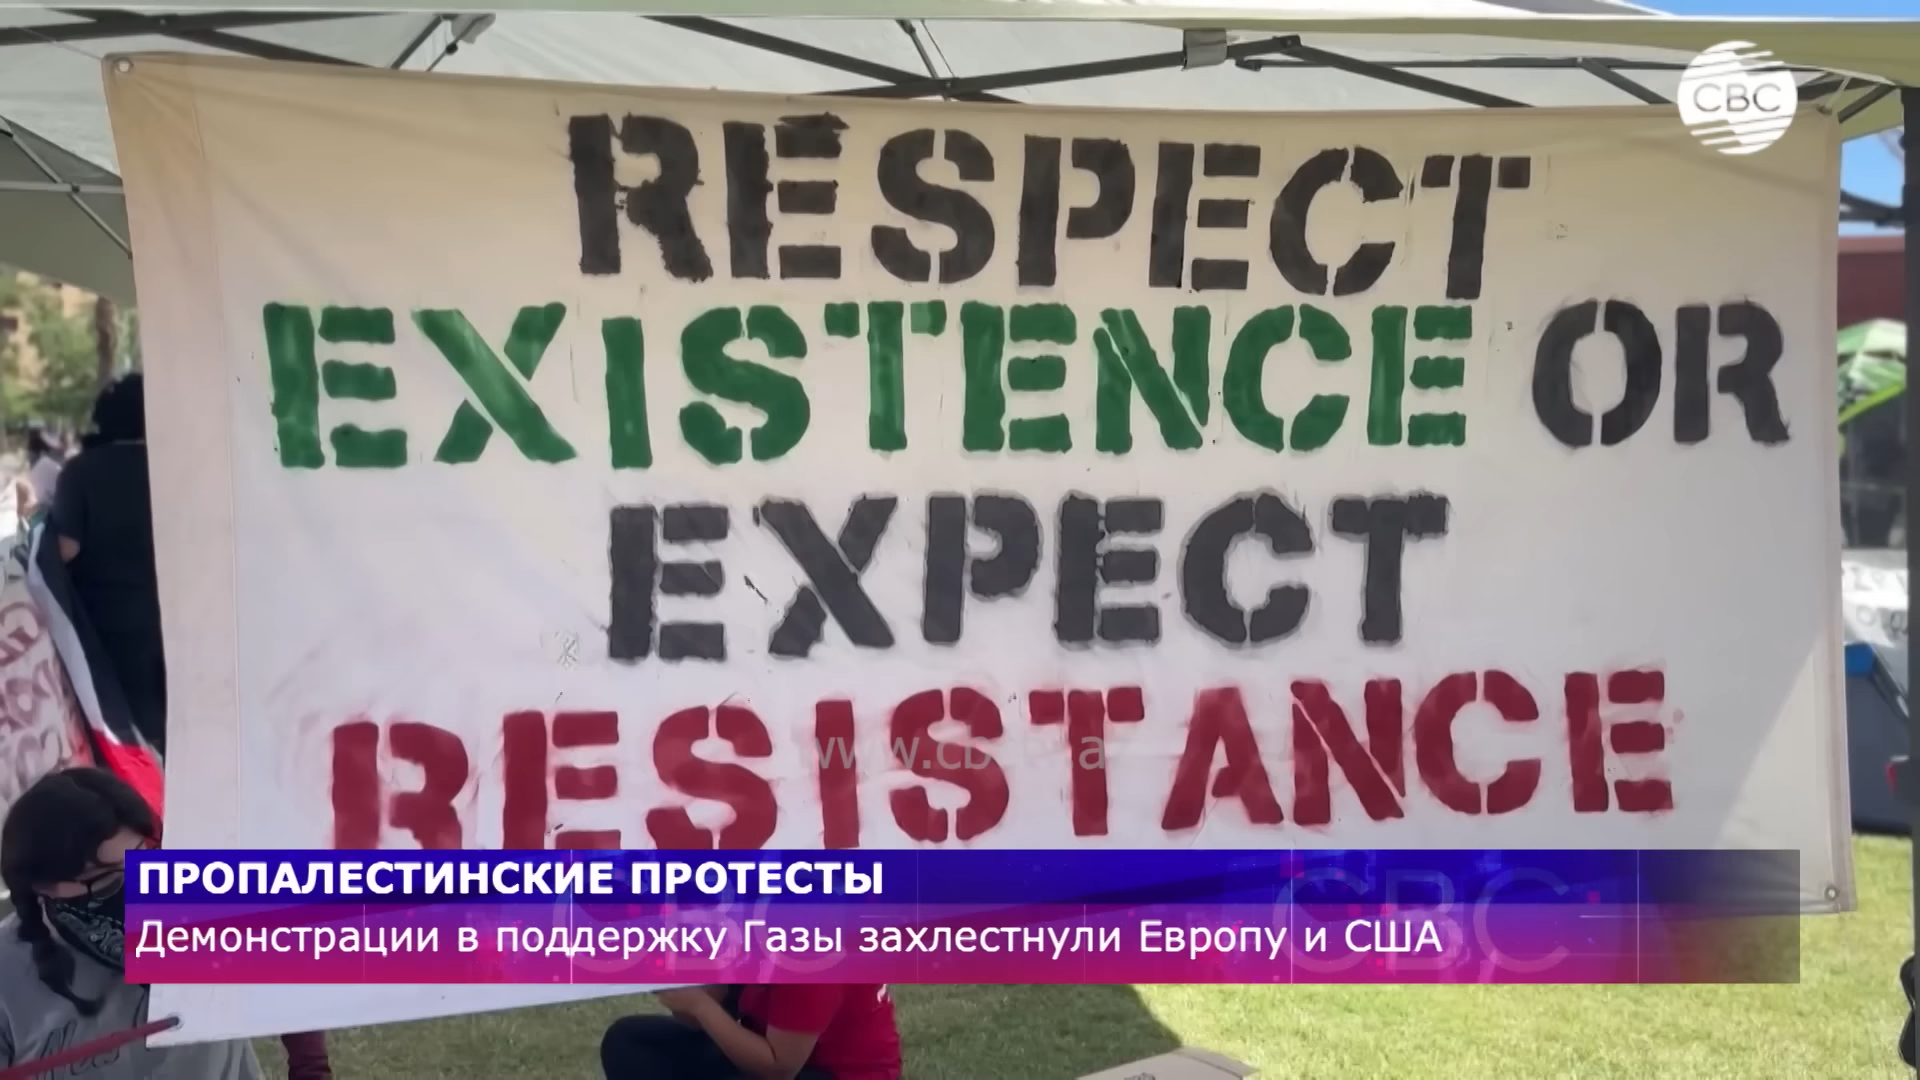 CBC
RESPECT
EXISTENCE OR
EXPECT
RESISTANCE
ПРОПАЛЕСТИНСКИЕ ПРОТЕСТЫ
Демонстрации в поддержку Газы захлестнули Европу и США